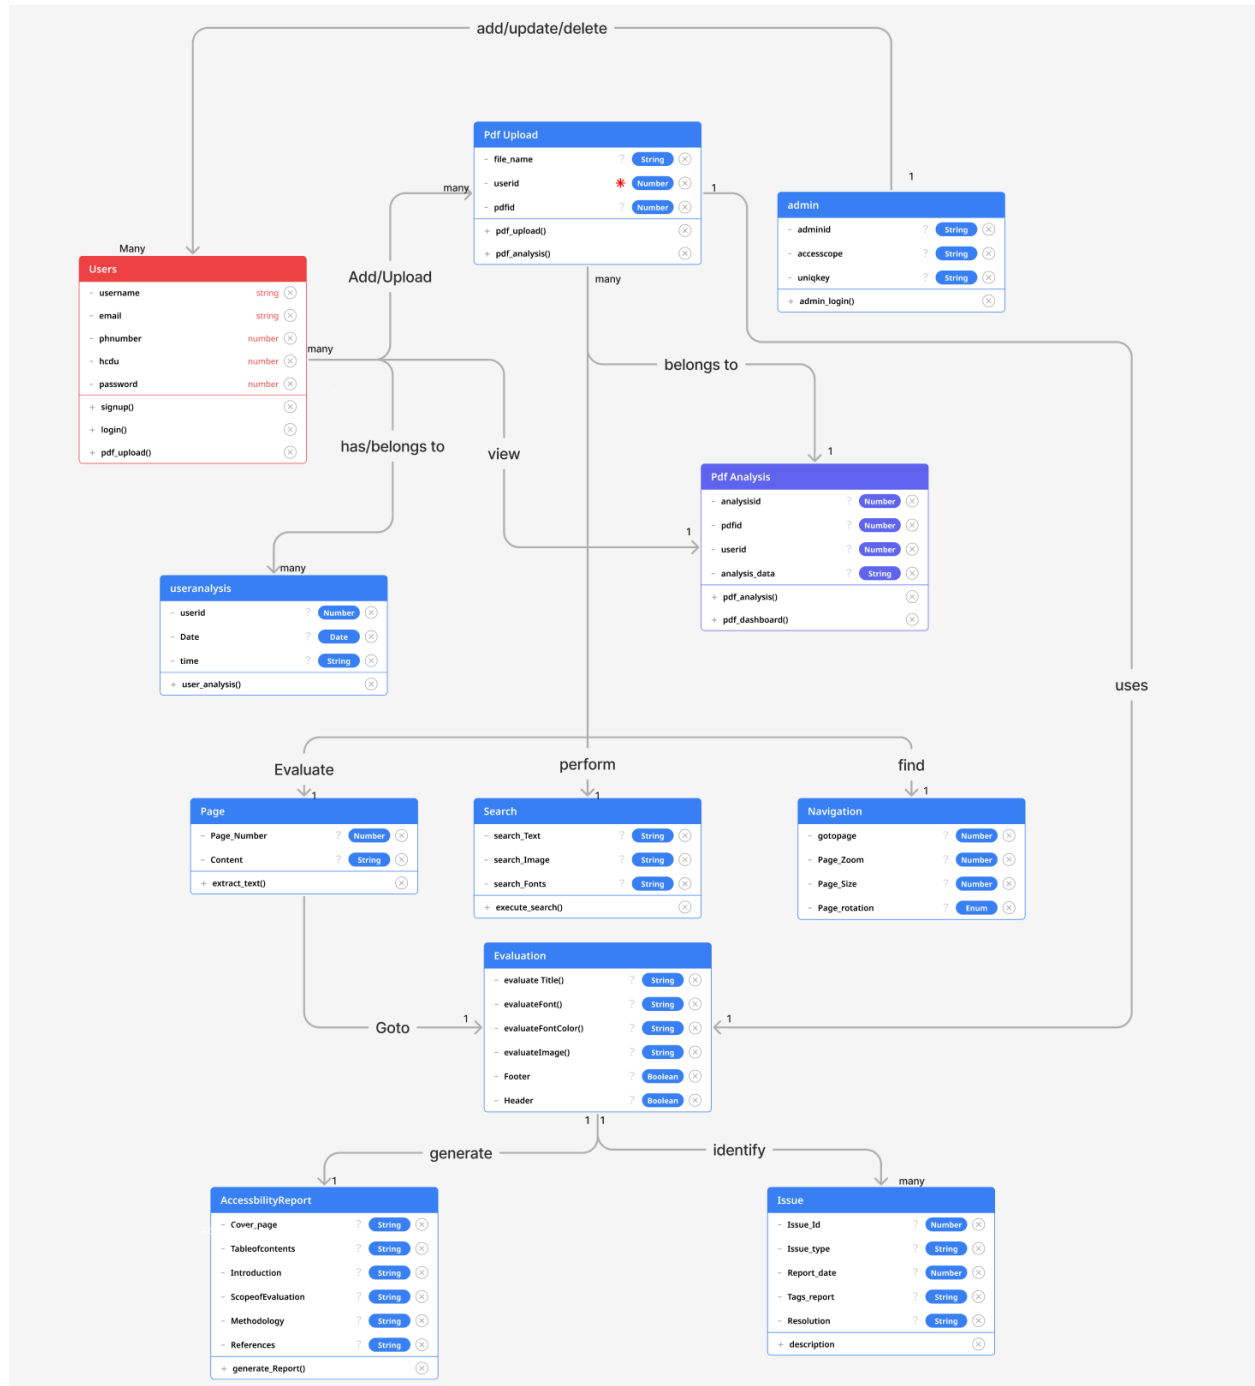 add/update/delete
Pdf Upload
- file_name ? String
- userid * Number
- pdfid ? Number
+ pdf_upload()
+ pdf_analysis()
many
1
1
admin
- adminid ? String
- accesscope ? String
- uniqkey ? String
+ admin_login()
Many
Users
- username string
- email string
- phnumber number
- hcdu number
- password number
+ signup()
+ login()
+ pdf_upload()
Add/Upload
many
many
belongs to
1
has/belongs to
view
1
Pdf Analysis
- analysisid ? Number
- pdfid ? Number
- userid ? Number
- analysis_data ? String
+ pdf_analysis()
+ pdf_dashboard()
many
useranalysis
- userid ? Number
- Date ? Date
- time ? String
+ user_analysis()
uses
Evaluate
perform
find
1
1
1
Page
- Page_Number ? Number
- Content ? String
+ extract_text()
Search
- search_Text ? String
- search_Image ? String
- search_Fonts ? String
+ execute_search()
Navigation
- gotopage ? Number
- Page_Zoom ? Number
- Page_Size ? Number
- Page_rotation ? Enum
Evaluation
- evaluate Title() ? String
- evaluateFont() ? String
- evaluateFontColor() ? String
- evaluateImage() ? String
- Footer ? Boolean
- Header ? Boolean
Goto
1
1
1 1
generate
identify
1
many
AccessbilityReport
- Cover_page ? String
- Tableofcontents ? String
- Introduction ? String
- ScopeofEvaluation ? String
- Methodology ? String
- References ? String
+ generate_Report()
Issue
- Issue_Id ? Number
- Issue_type ? String
- Report_date ? Number
- Tags_report ? String
- Resolution ? String
+ description